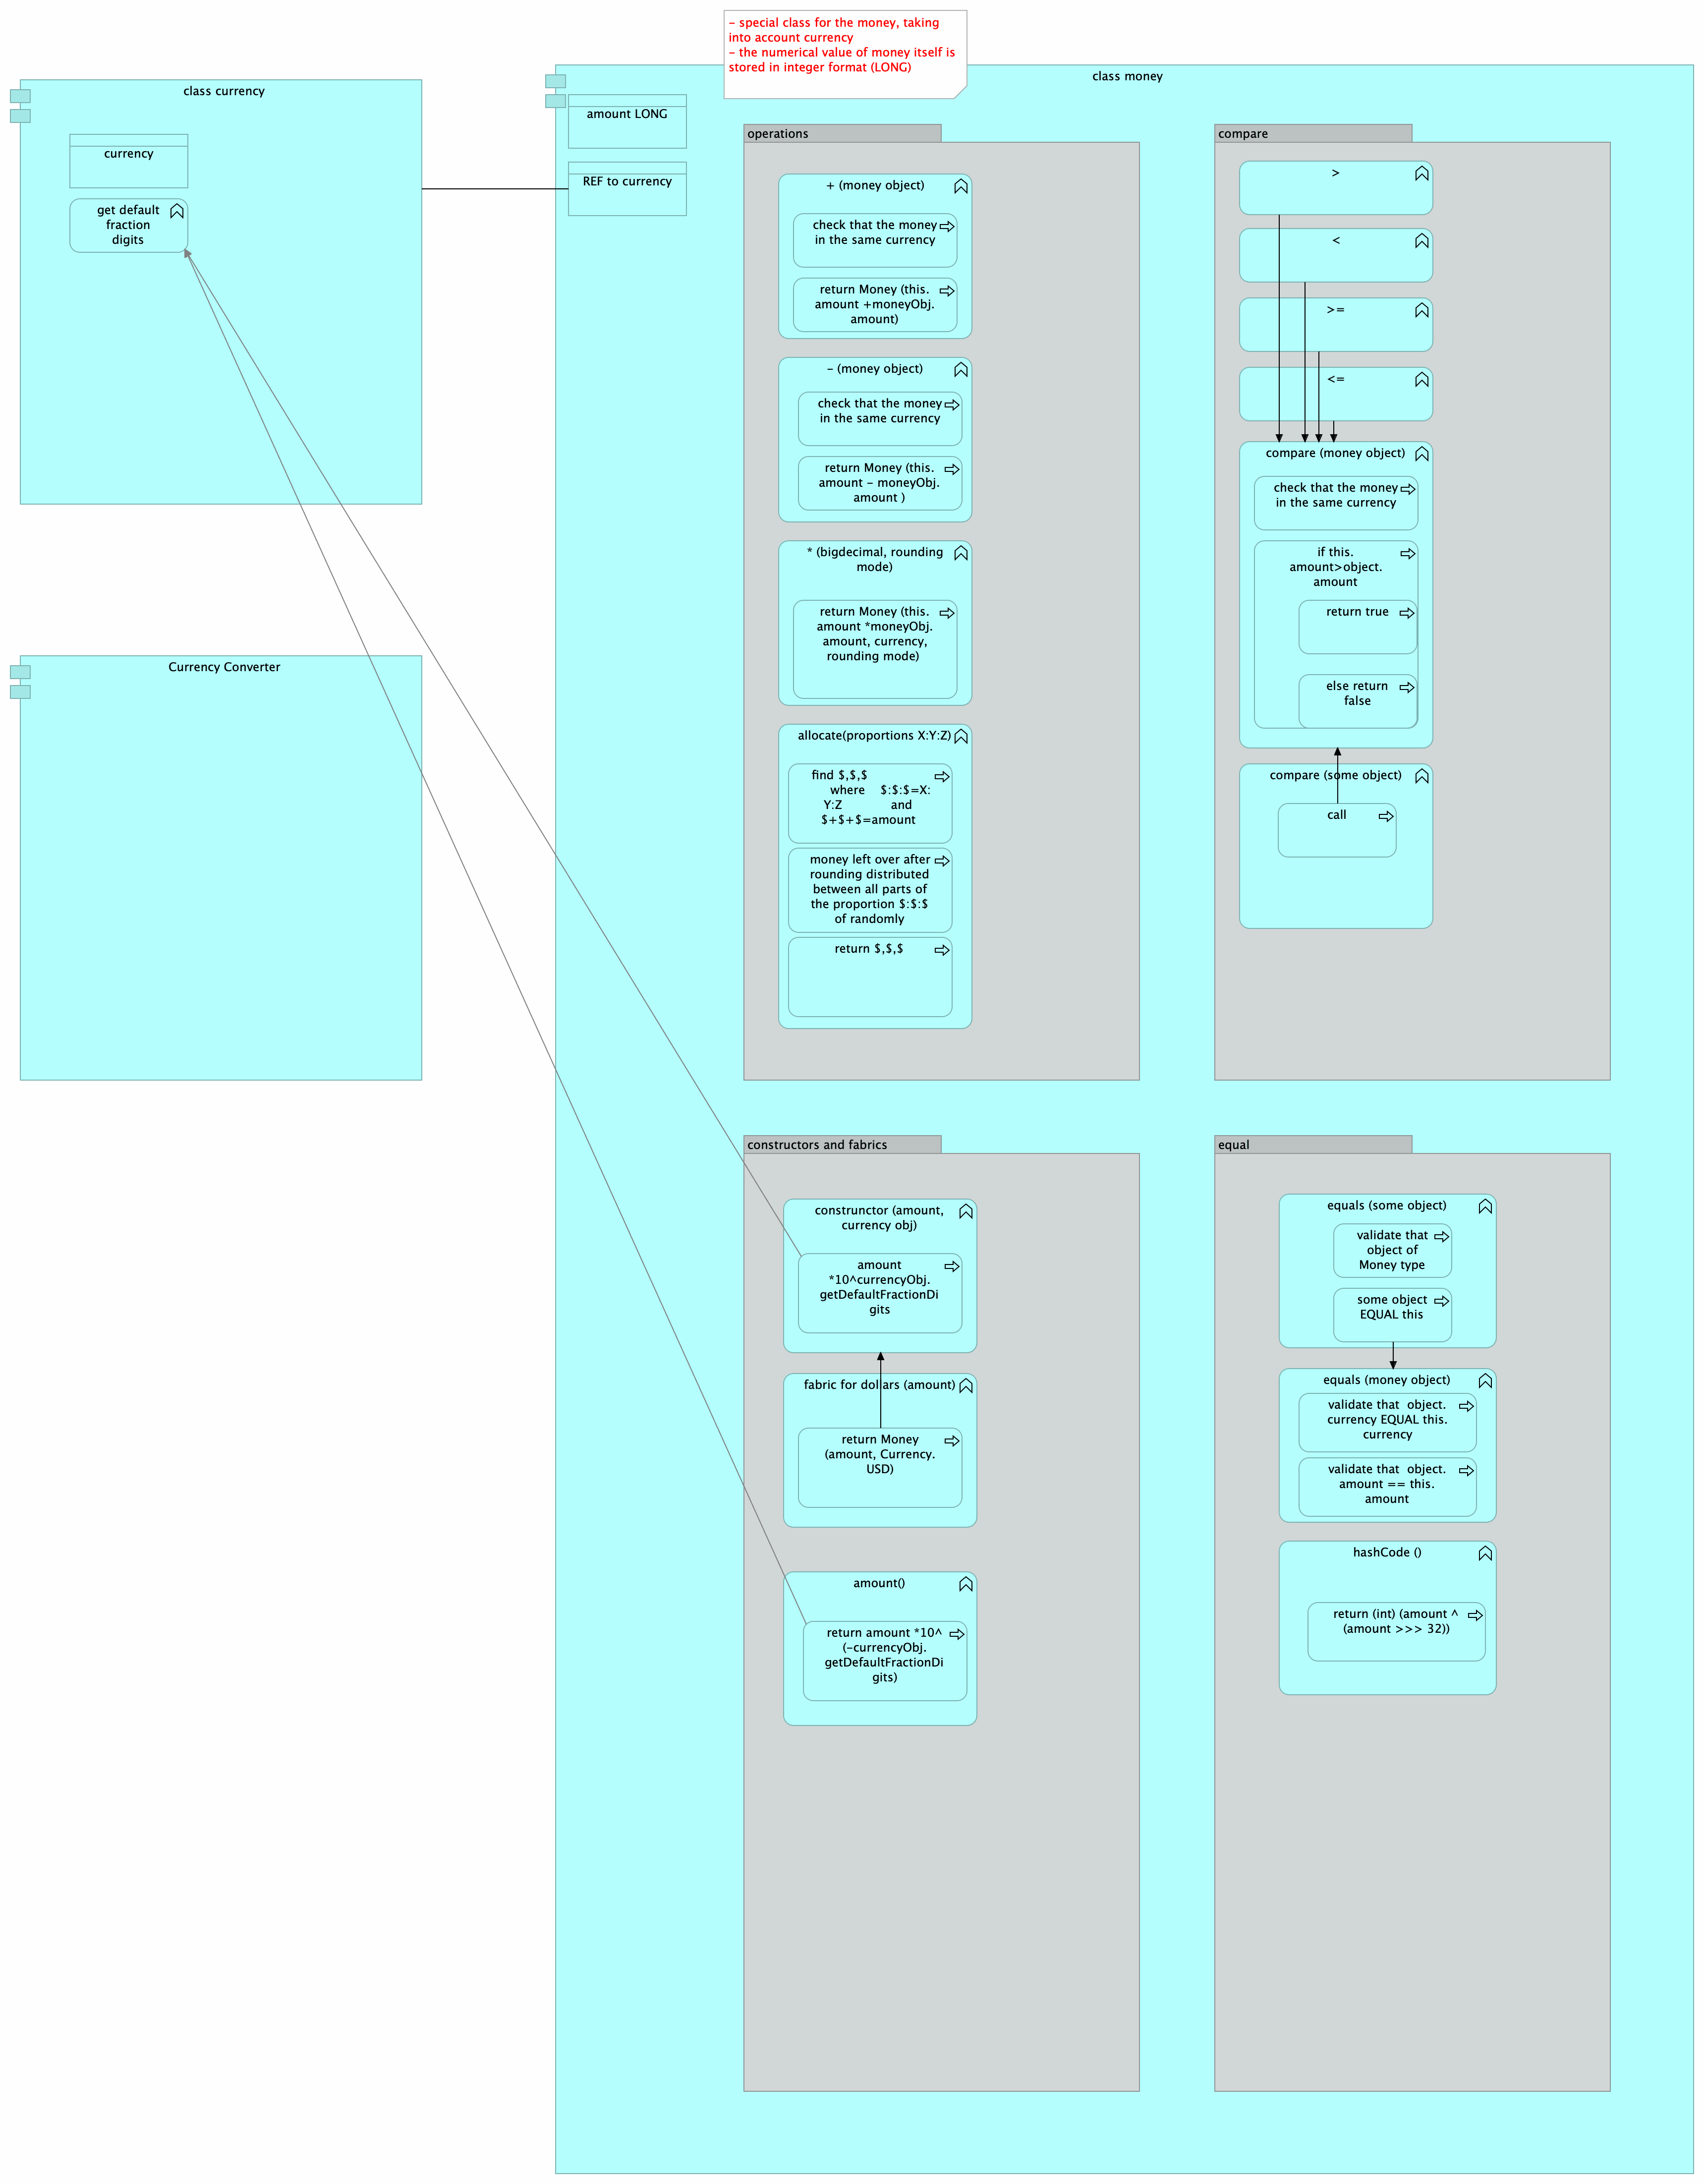 - special class for the money, taking
into account currency
- the numerical value of money itself is
stored in integer format (LONG)
class currency
currency
get default
fraction
digits
Currency Converter
class money
amount LONG
REF to currency
operations
+ (money object)
check that the money
in the same currency
return Money (this.
amount +moneyObj.
amount)
- (money object)
check that the money
in the same currency
return Money (this.
amount - moneyObj.
amount )
* (bigdecimal, rounding
mode)
return Money (this.
amount *moneyObj.
amount, currency,
rounding mode)
allocate(proportions X:Y:Z)
find $,$,$
where $:$:$=X:
Y:Z and
$+$+$=amount
money left over after
rounding distributed
between all parts of
the proportion $:$:$
of randomly
return $,$,$
compare
>
<
>=
<=
compare (money object)
check that the money
in the same currency
if this.
amount>object.
amount
return true
else return
false
compare (some object)
call
constructors and fabrics
construnctor (amount,
currency obj)
amount
*10^currencyObj.
getDefaultFractionDi
gits
fabric for dollars (amount)
return Money
(amount, Currency.
USD)
amount()
return amount *10^
(-currencyObj.
getDefaultFractionDi
gits)
equal
equals (some object)
validate that
object of
Money type
some object
EQUAL this
equals (money object)
validate that object.
currency EQUAL this.
currency
validate that object.
amount == this.
amount
hashCode ()
return (int) (amount ^
(amount >>> 32))